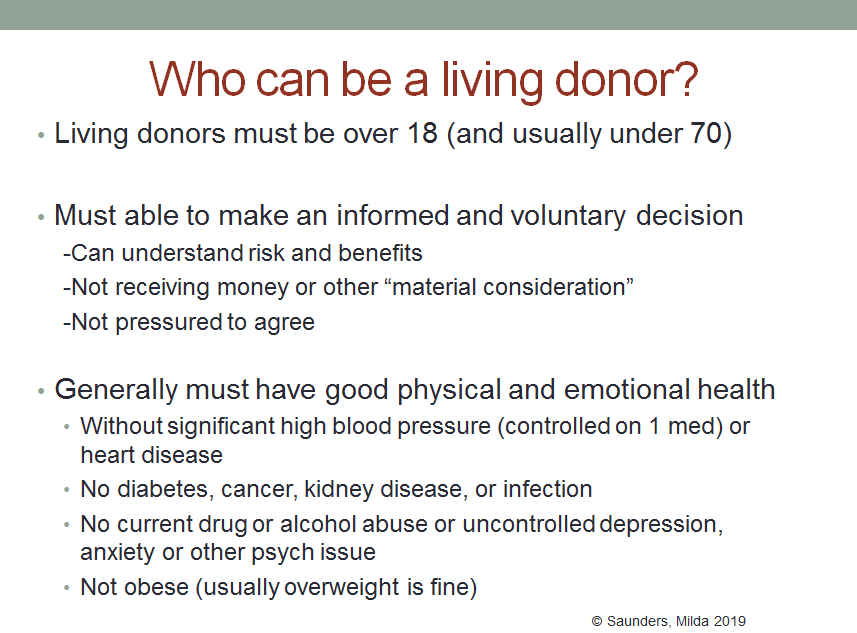 Who can be a living donor?
• Living donors must be over 18 (and usually under 70)
• Must able to make an informed and voluntary decision
-Can understand risk and benefits
-Not receiving money or other “material consideration”
-Not pressured to agree
• Generally must have good physical and emotional health
• Without significant high blood pressure (controlled on 1 med) or
heart disease
• No diabetes, cancer, kidney disease, or infection
• No current drug or alcohol abuse or uncontrolled depression,
anxiety or other psych issue
• Not obese (usually overweight is fine)
© Saunders, Milda 2019